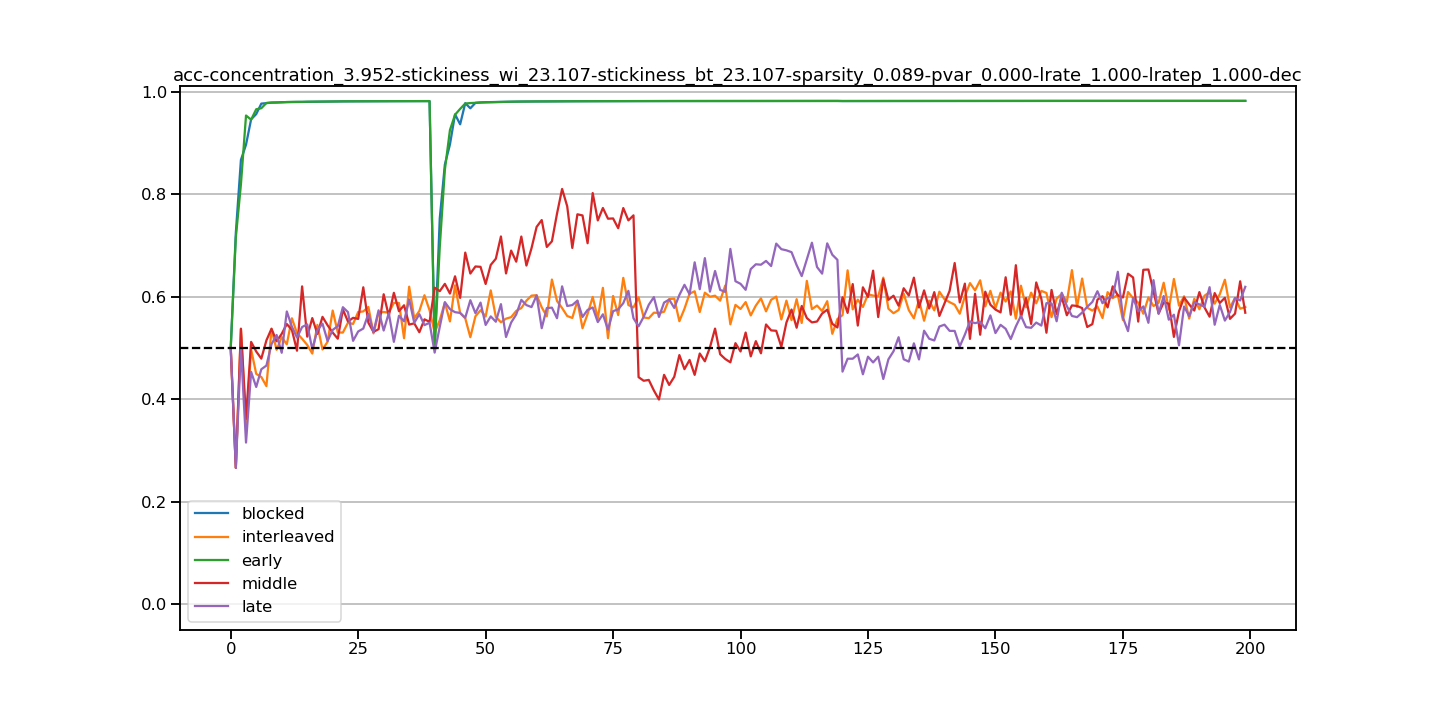 acc-concentration_3.952-stickiness_wi_23.107-stickiness_bt_23.107-sparsity_0.089-pvar_0.000-lrate_1.000-lratep_1.000-dec
1.0
0.8
0.6
0.4
0.2
0.0
blocked
interleaved
early
middle
late
0 25 50 75 100 125 150 175 200